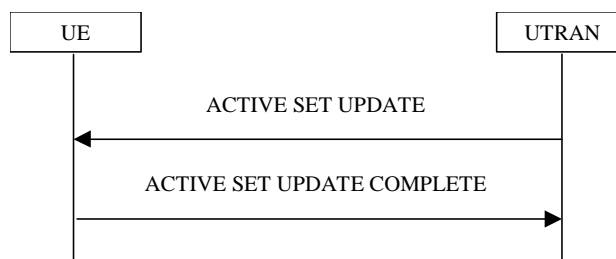 UE
UTRAN
ACTIVE SET UPDATE
ACTIVE SET UPDATE COMPLETE